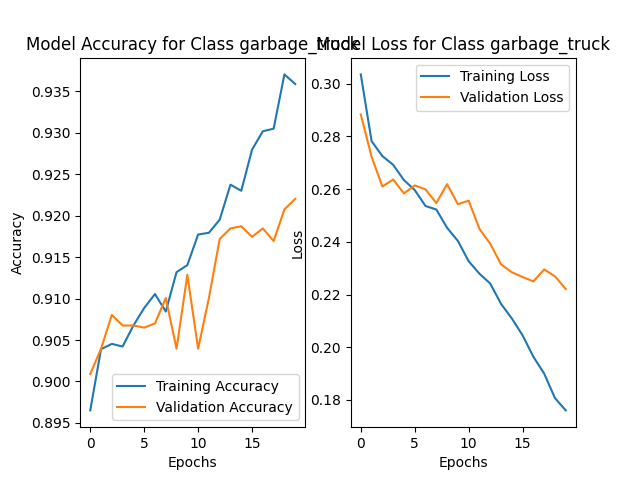 Model Accuracy for Class garbage_truck
0.935
0.930
0.925
0.920
0.915
0.910
0.905
0.900
0.895
Accuracy
Training Accuracy
Validation Accuracy
0 5 10 15
Epochs
Model Loss for Class garbage_truck
0.30
0.28
0.26
0.24
0.22
0.20
0.18
Loss
Training Loss
Validation Loss
0 5 10 15
Epochs